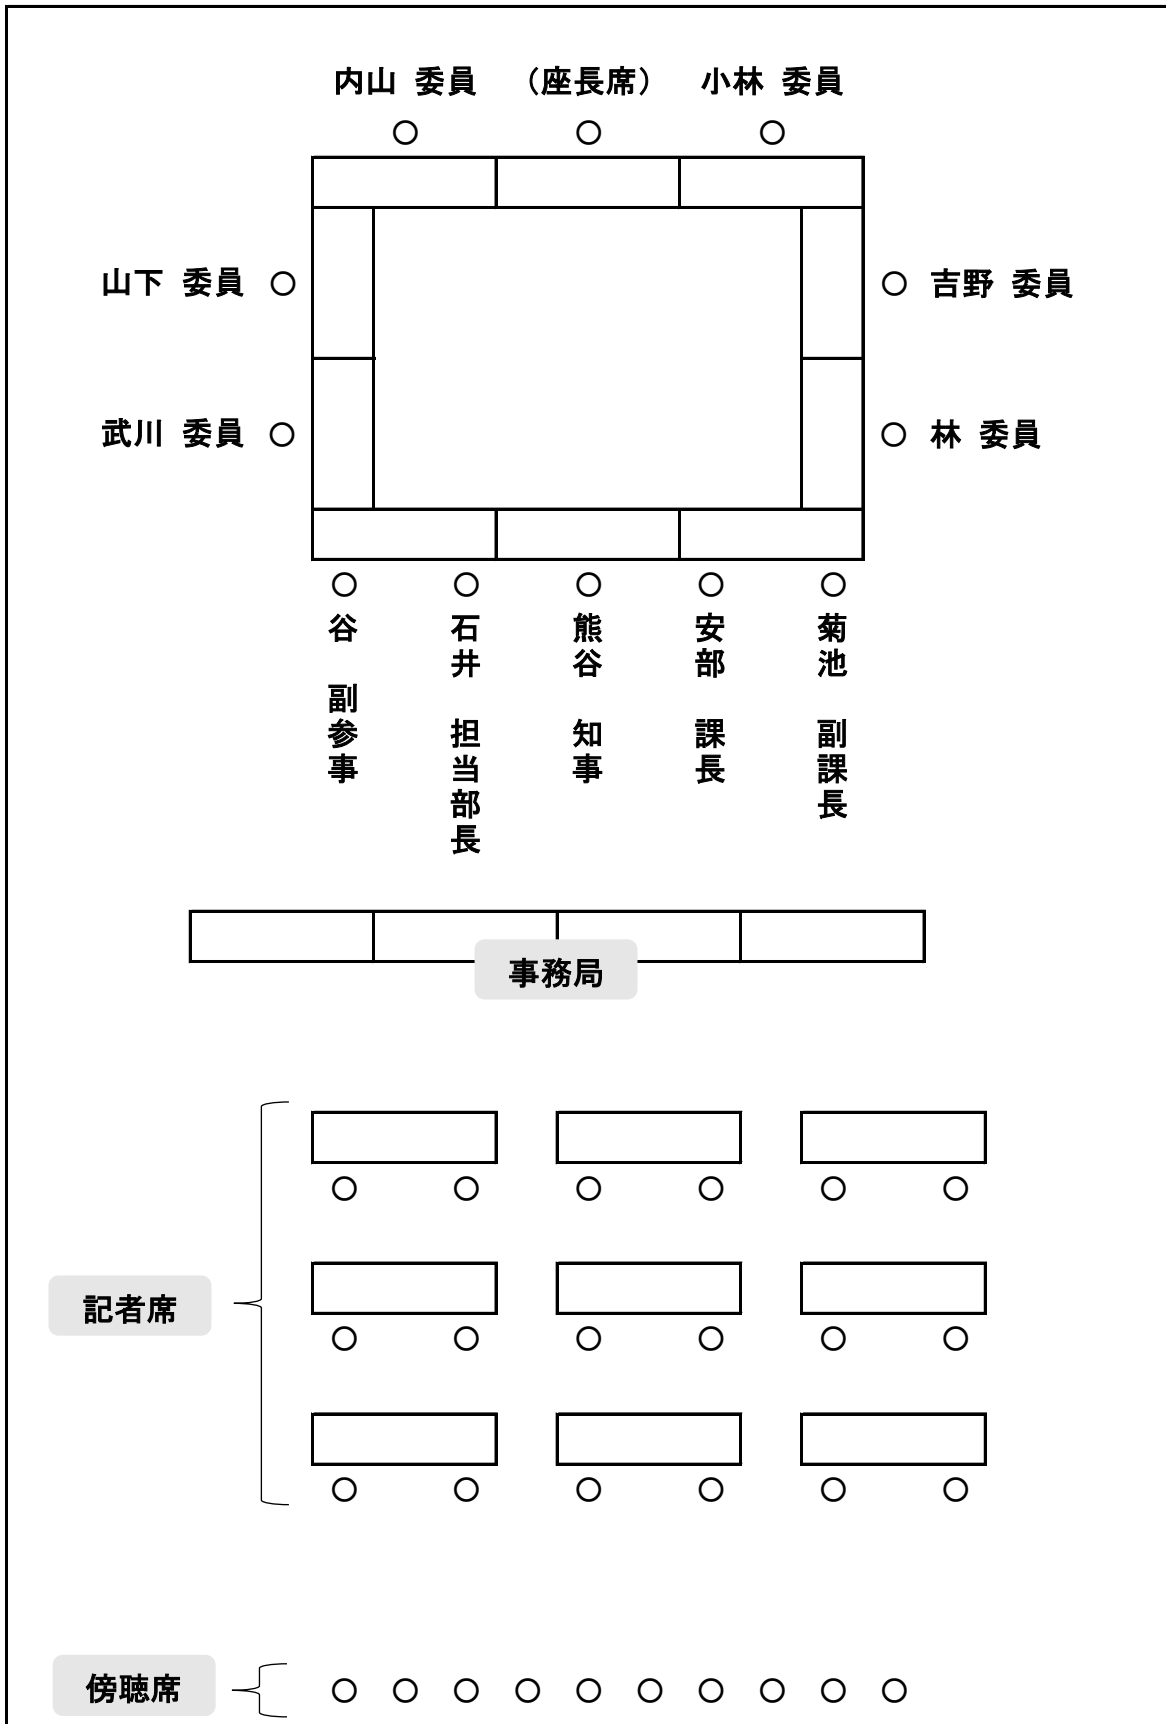 内山 委員 （座長席） 小林 委員
山下 委員 吉野 委員
武川 委員 林 委員
谷 副参事
石井 担当部長
熊谷 知事
安部 課長
菊池 副課長
事務局
記者席
傍聴席